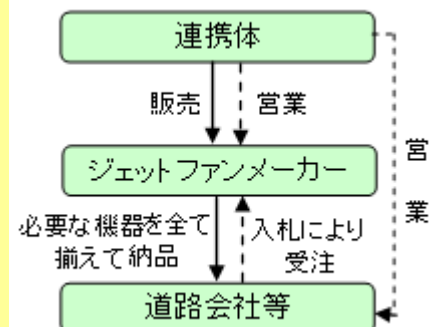 連携体
販売
営業
営業
ジェットファンメーカー
必要な機器を全て
揃えて納品
入札により
受注
道路会社等